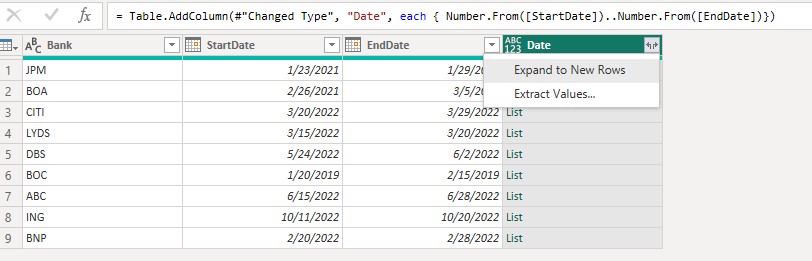 = Table.AddColumn(#"Changed Type", "Date", each { Number.From([StartDate])..Number.From([EndDate])})
ABC Bank StartDate EndDate ABC 123 Date
1 JPM 1/23/2021 1/29/20
Expand to New Rows
2 BOA 2/26/2021 3/5/20
Extract Values...
3 CITI 3/20/2022 3/29/2022 List
4 LYDS 3/15/2022 3/20/2022 List
5 DBS 5/24/2022 6/2/2022 List
6 BOC 1/20/2019 2/15/2019 List
7 ABC 6/15/2022 6/28/2022 List
8 ING 10/11/2022 10/20/2022 List
9 BNP 2/20/2022 2/28/2022 List